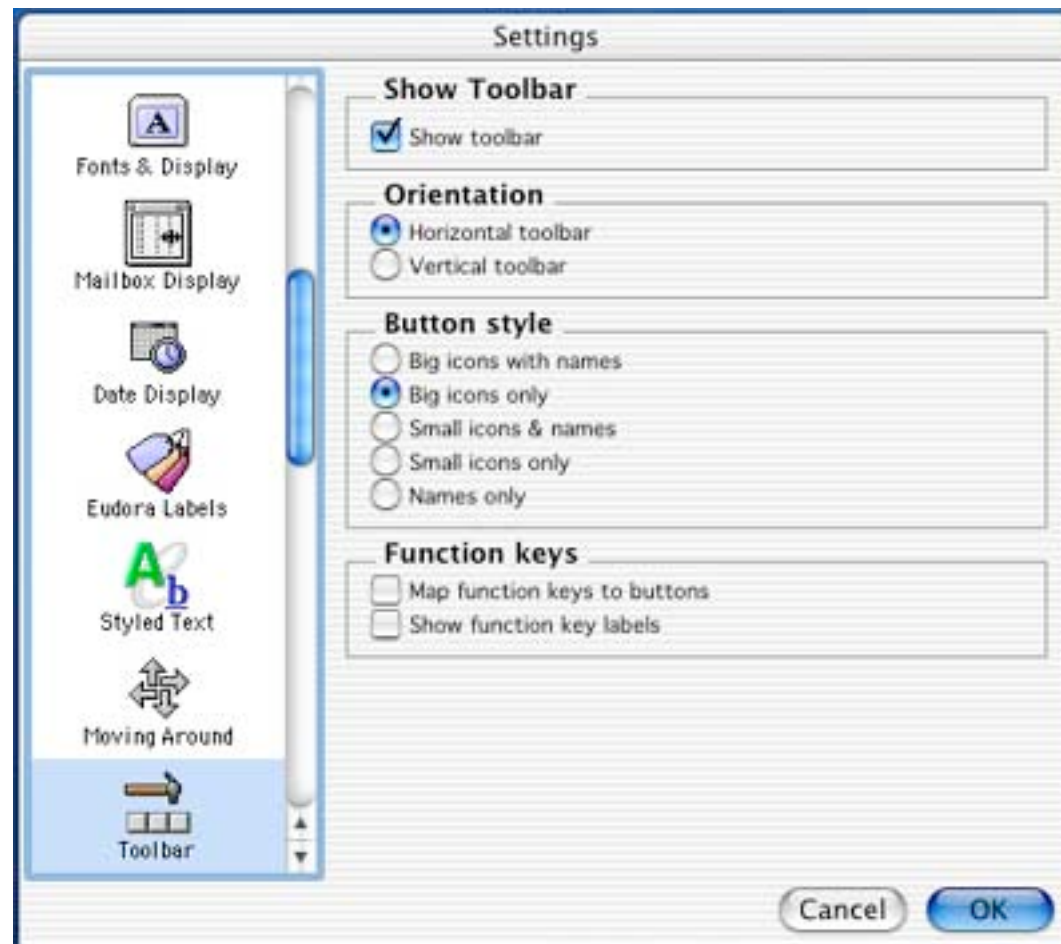 Settings
A
Fonts & Display
Mailbox Display
Date Display
Eudora Labels
A
b
Styled Text
Moving Around
Toolbar
Show Toolbar
Show toolbar
Orientation
Horizontal toolbar
Vertical toolbar
Button style
Big icons with names
Big icons only
Small icons & names
Small icons only
Names only
Function keys
Map function keys to buttons
Show function key labels
Cancel
OK